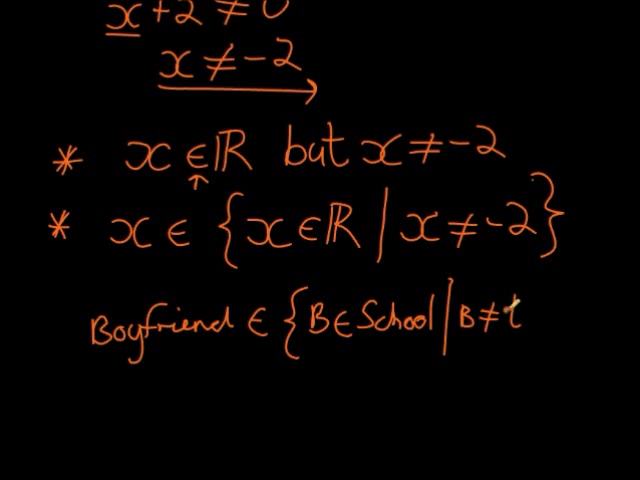 x + 2 ≠ 0
x ≠ -2
* x ∈ ℝ but x ≠ -2
* x ∈ {x ∈ ℝ | x ≠ -2}
Boyfriend ∈ {B ∈ School | B ≠ t